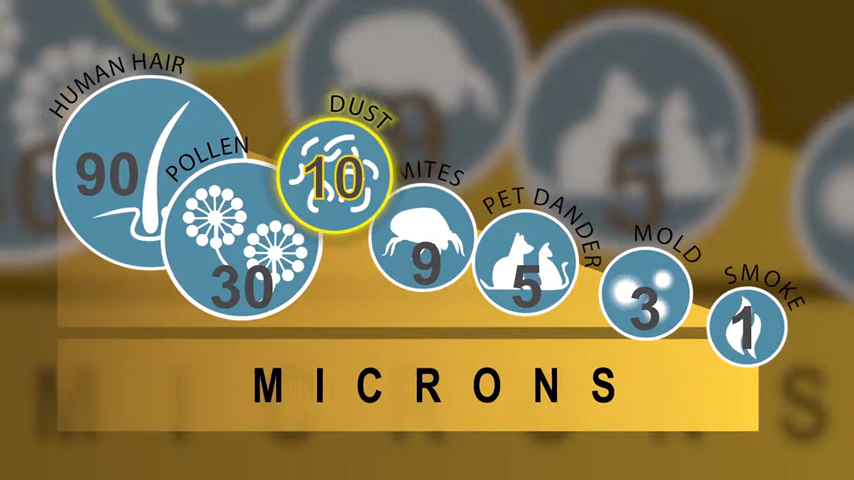 HUMAN HAIR
90
POLLEN
30
DUST
10
MITES
9
PET DANDER
5
MOLD
3
SMOKE
1
MICRONS